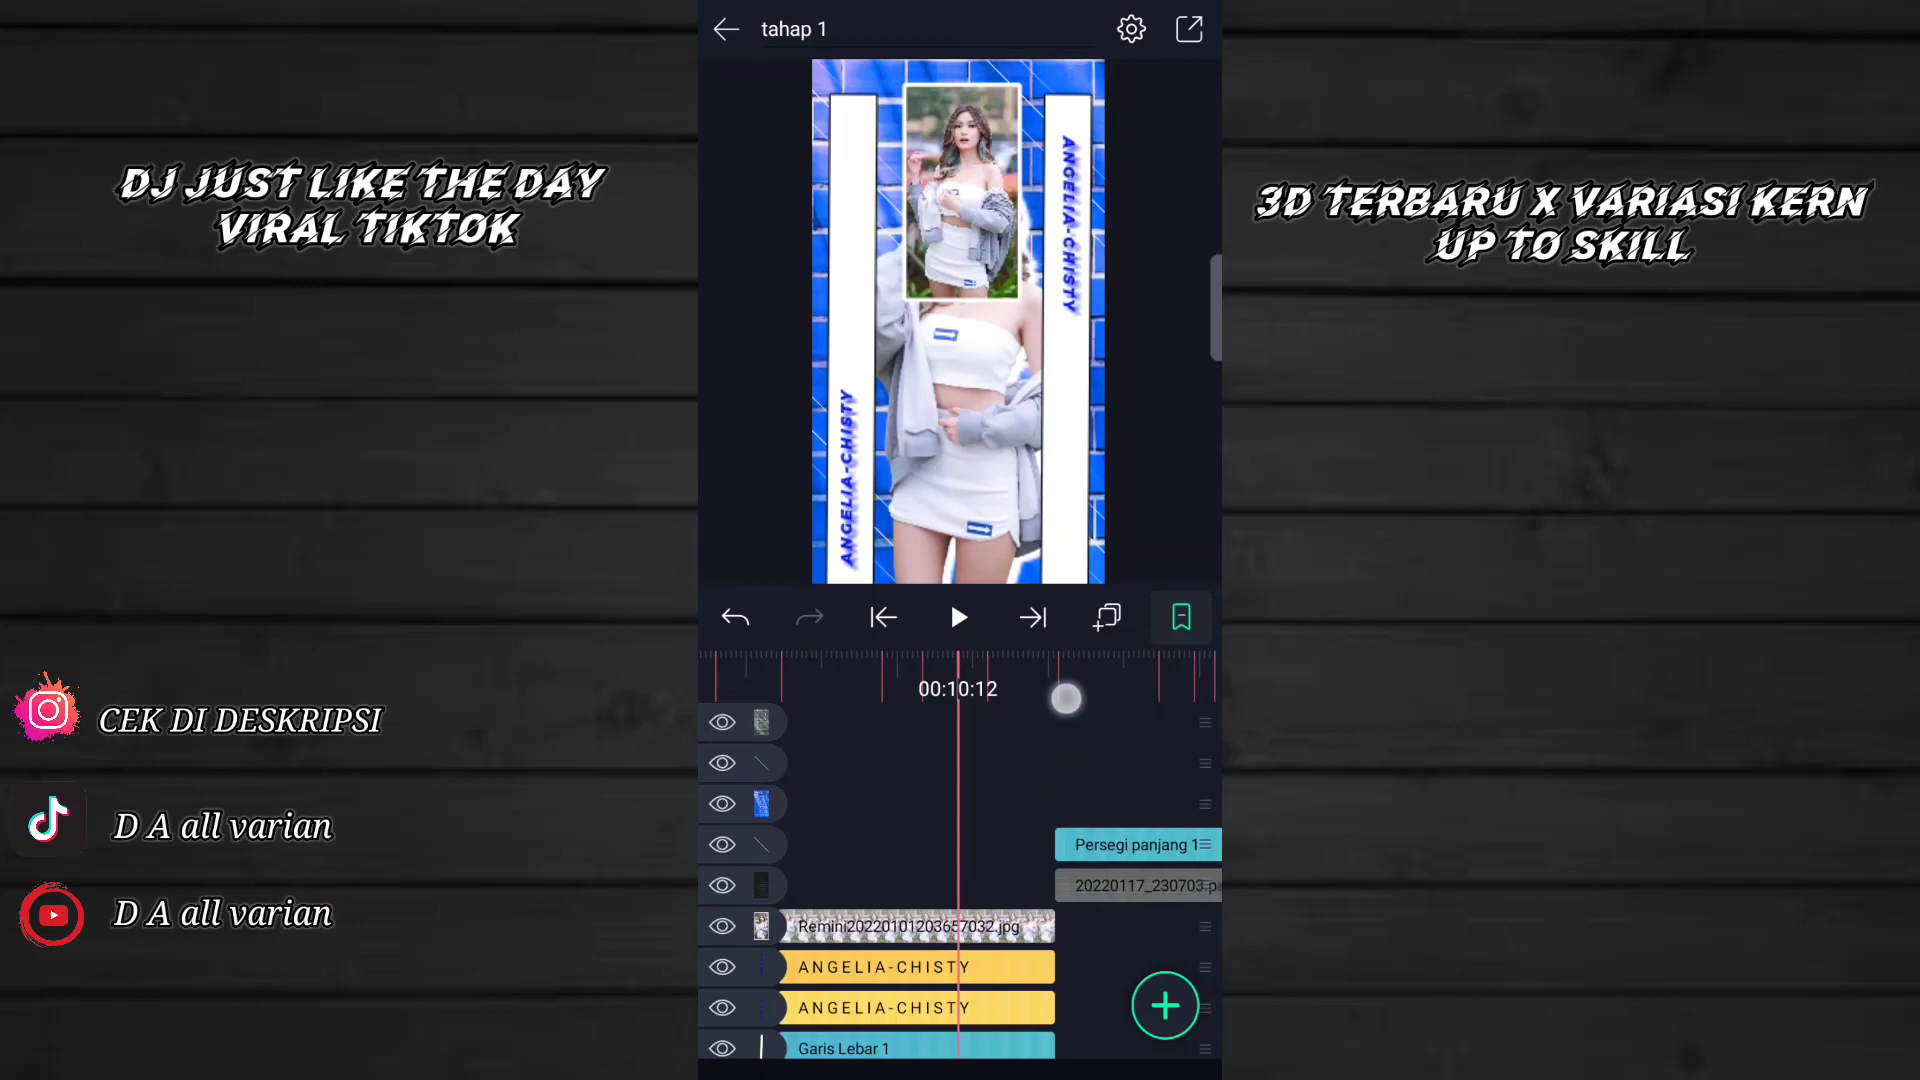 tahap 1
DJ JUST LIKE THE DAY
VIRAL TIKTOK
3D TERBARU X VARIASI KERN
UP TO SKILL
ANGELIA-CHISTY
ANGELIA-CHISTY
00:10:12
CEK DI DESKRIPSI
D A all varian
D A all varian
Persegi panjang 1
20220117_230703.p
Remini20220101203657032.jpg
ANGELIA-CHISTY
ANGELIA-CHISTY
Garis Lebar 1